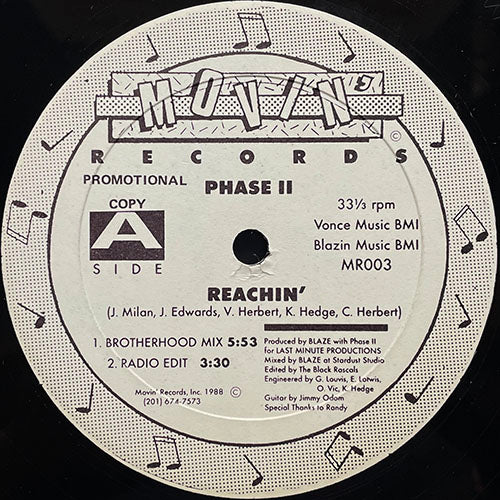 MOVIN'
©
RECORDS
PROMOTIONAL
COPY
A
SIDE
PHASE II
33⅓ rpm
Vonce Music BMI
Blazin Music BMI
MR003
REACHIN'
(J. Milan, J. Edwards, V. Herbert, K. Hedge, C. Herbert)
1. BROTHERHOOD MIX 5:53
2. RADIO EDIT 3:30
Movin' Records, Inc. 1988 ©
(201) 674-7573
Produced by BLAZE with Phase II
for LAST MINUTE PRODUCTIONS
Mixed by BLAZE at Stardust Studio
Edited by The Black Rascals
Engineered by G. Louvis, E. Lotwis,
O. Vic, K. Hedge
Guitar by Jimmy Odom
Special Thanks to Randy